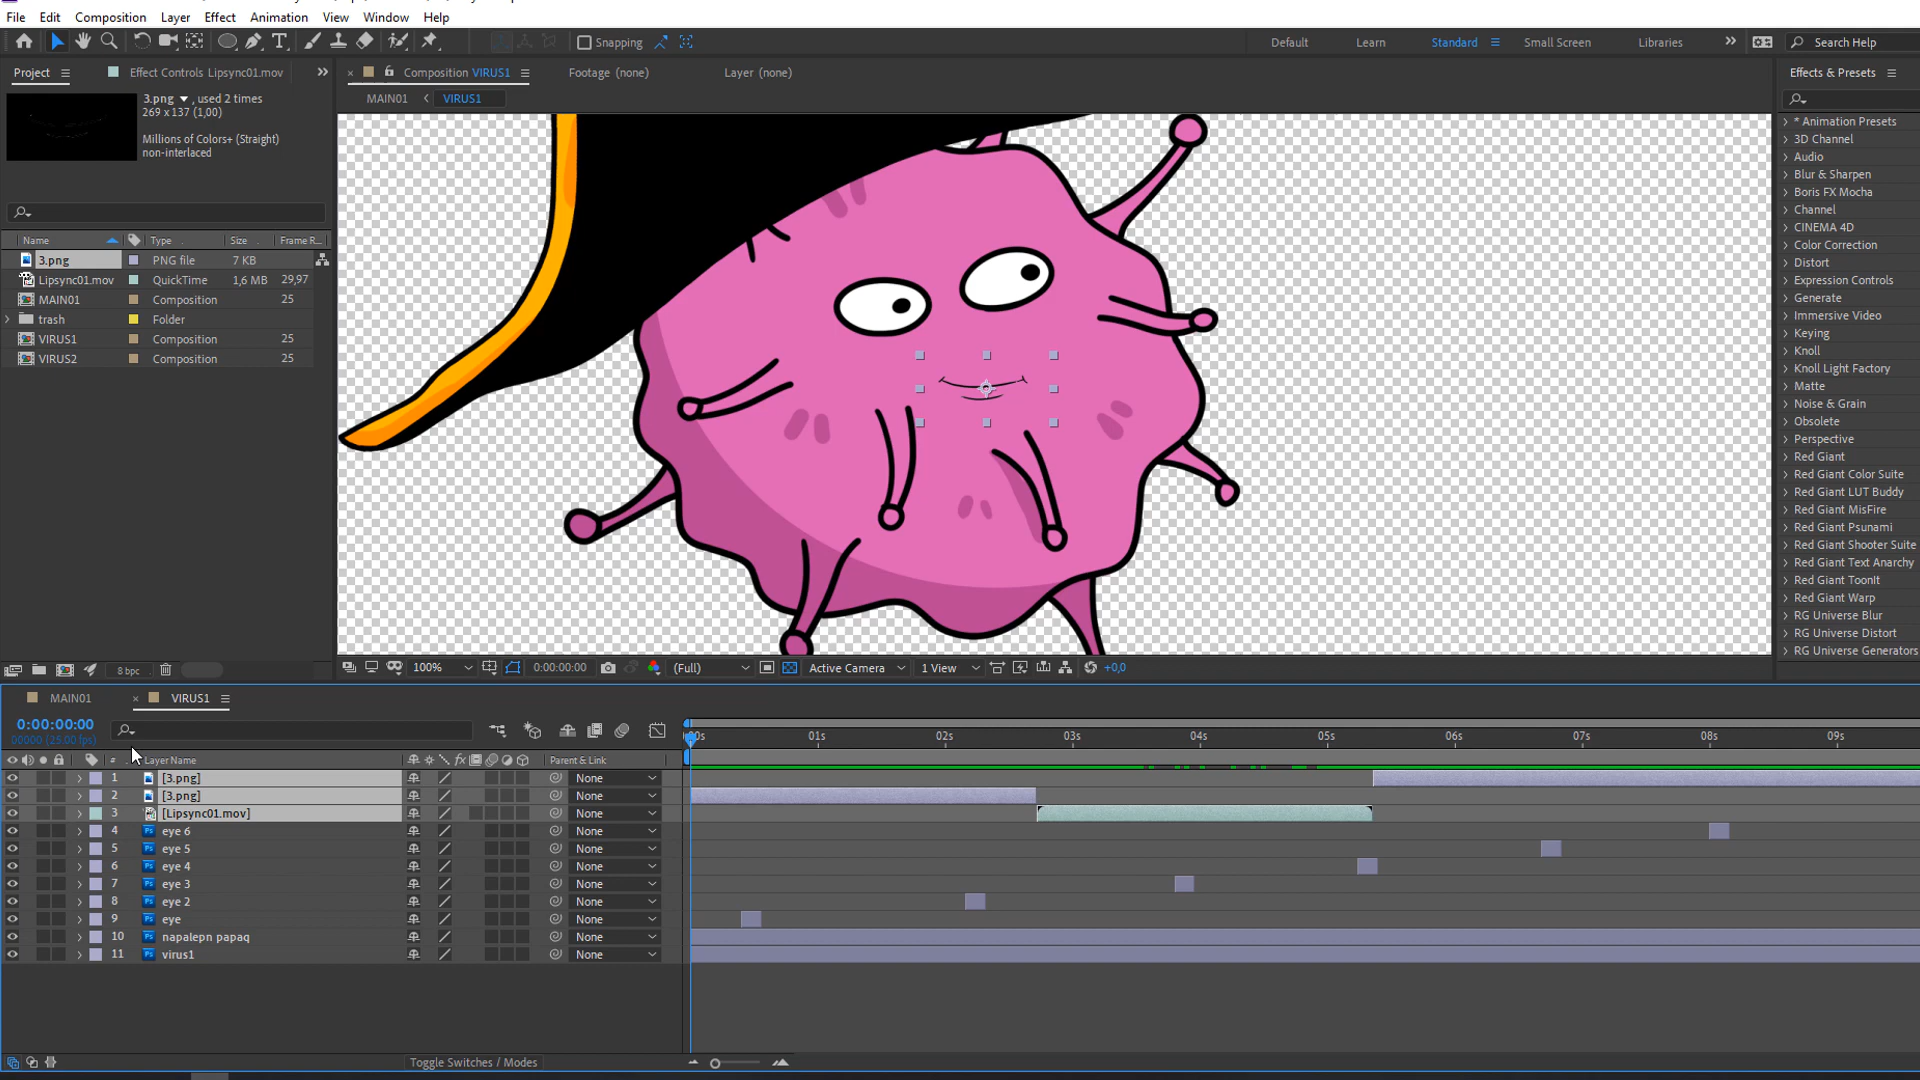 File Edit Composition Layer Effect Animation View Window Help
Snapping Default Learn Standard Small Screen Libraries Search Help
Project Effect Controls Lipsync01.mov Composition VIRUS1 Footage (none) Layer (none) Effects & Presets
MAIN01 VIRUS1
3.png , used 2 times
269 x 137 (1,00)
Millions of Colors+ (Straight)
non-interlaced
Name Type Size Frame R...
3.png PNG file 7 KB
Lipsync01.mov QuickTime 1,6 MB 29,97
MAIN01 Composition 25
trash Folder
VIRUS1 Composition 25
VIRUS2 Composition 25
* Animation Presets
3D Channel
Audio
Blur & Sharpen
Boris FX Mocha
Channel
CINEMA 4D
Color Correction
Distort
Expression Controls
Generate
Immersive Video
Keying
Knoll
Knoll Light Factory
Matte
Noise & Grain
Obsolete
Perspective
Red Giant
Red Giant Color Suite
Red Giant LUT Buddy
Red Giant MisFire
Red Giant Psunami
Red Giant Shooter Suite
Red Giant Text Anarchy
Red Giant ToonIt
Red Giant Warp
RG Universe Blur
RG Universe Distort
RG Universe Generators
8 bpc 100% 0:00:00:00 (Full) Active Camera 1 View +0,0
MAIN01 VIRUS1
0:00:00:00
00000 (25.00 fps)
00s 01s 02s 03s 04s 05s 06s 07s 08s 09s
# Layer Name fx Parent & Link
1 [3.png] None
2 [3.png] None
3 [Lipsync01.mov] None
4 eye 6 None
5 eye 5 None
6 eye 4 None
7 eye 3 None
8 eye 2 None
9 eye None
10 napalepn papaq None
11 virus1 None
Toggle Switches / Modes